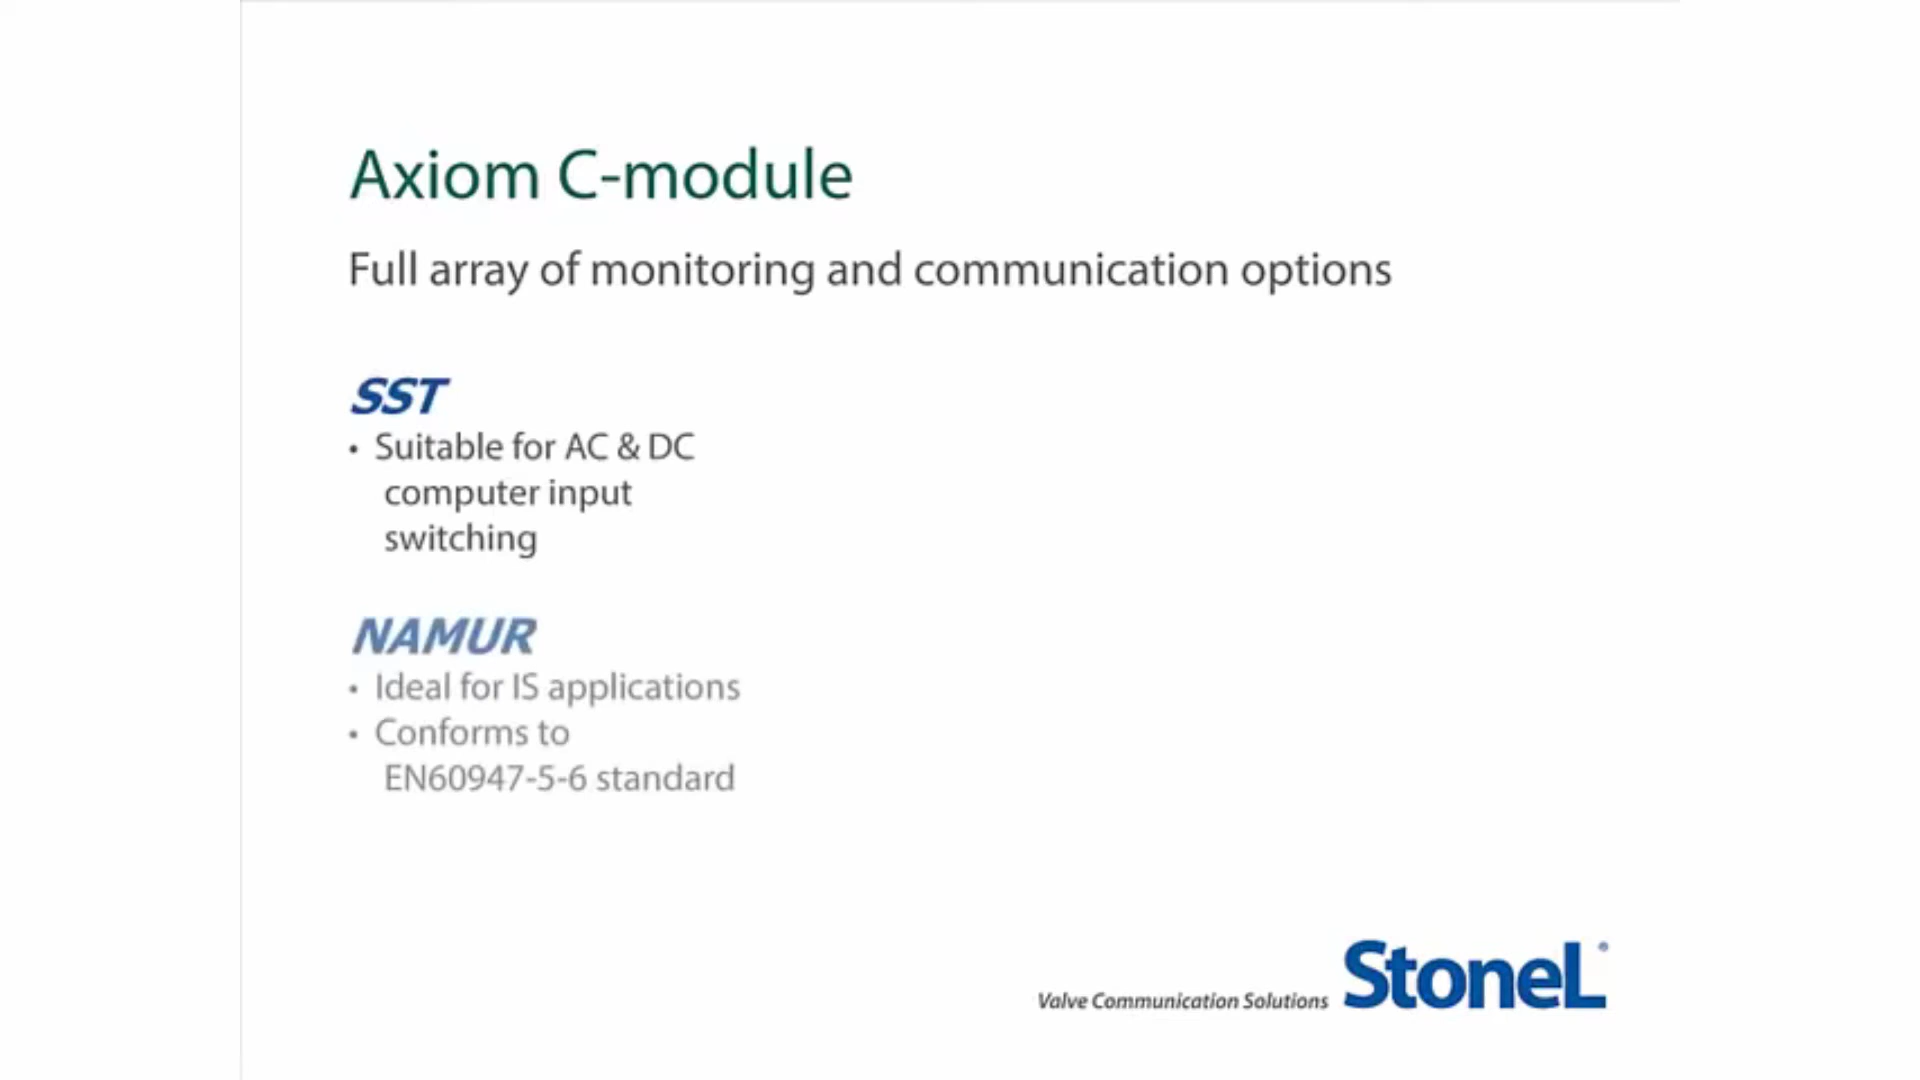 Axiom C-module
Full array of monitoring and communication options
SST
• Suitable for AC & DC
computer input
switching
NAMUR
• Ideal for IS applications
• Conforms to
EN60947-5-6 standard
Valve Communication Solutions StoneL®